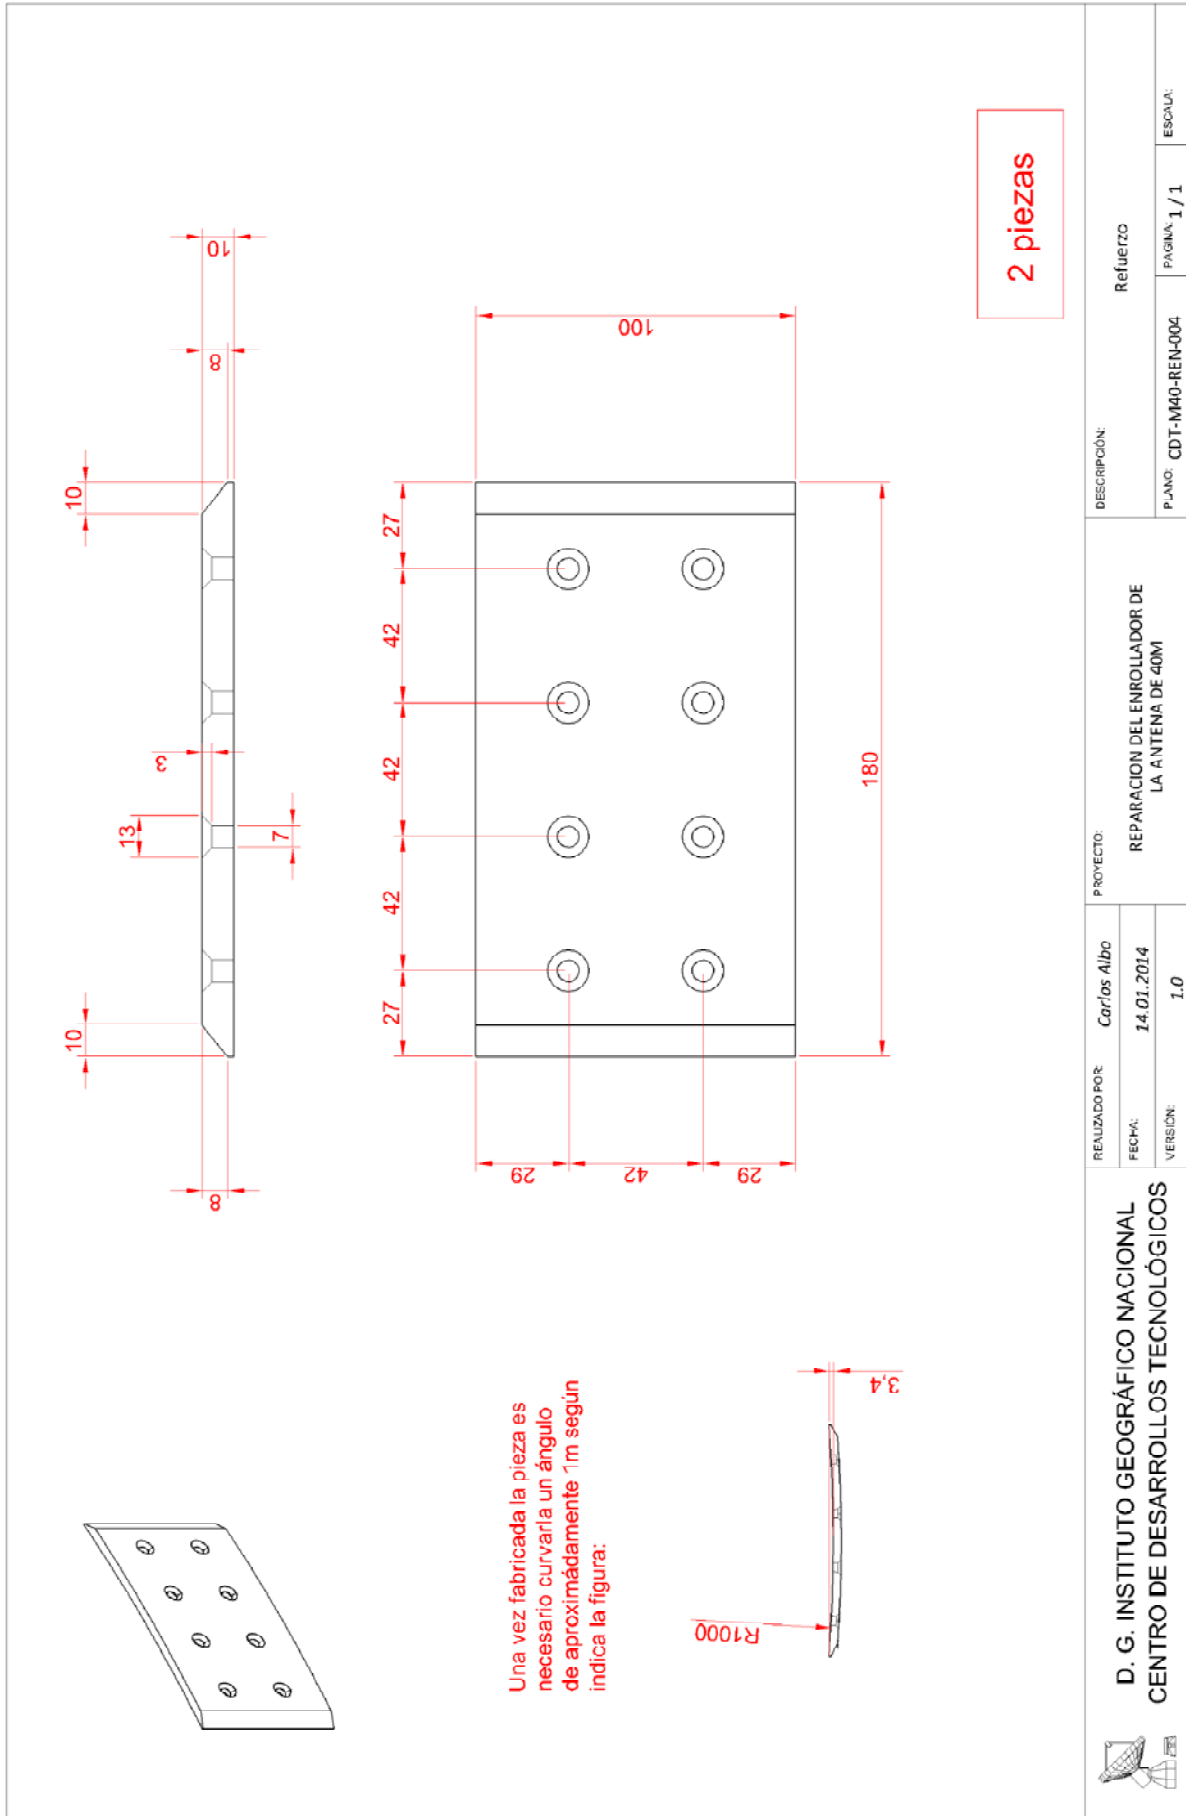 10
10
8
8
10
13
3
7
27
42
42
42
27
29
42
29
100
180
Una vez fabricada la pieza es
necesario curvarla un ángulo
de aproximádamente 1m según
indica la figura:
R1000
3,4
2 piezas
D. G. INSTITUTO GEOGRÁFICO NACIONAL
CENTRO DE DESARROLLOS TECNOLÓGICOS
REALIZADO POR: Carlos Albo
FECHA: 14.01.2014
VERSIÓN: 1.0
PROYECTO:
REPARACION DEL ENROLLADOR DE
LA ANTENA DE 40M
DESCRIPCIÓN:
Refuerzo
PLANO: CDT-M40-REN-004
PAGINA: 1 / 1
ESCALA: